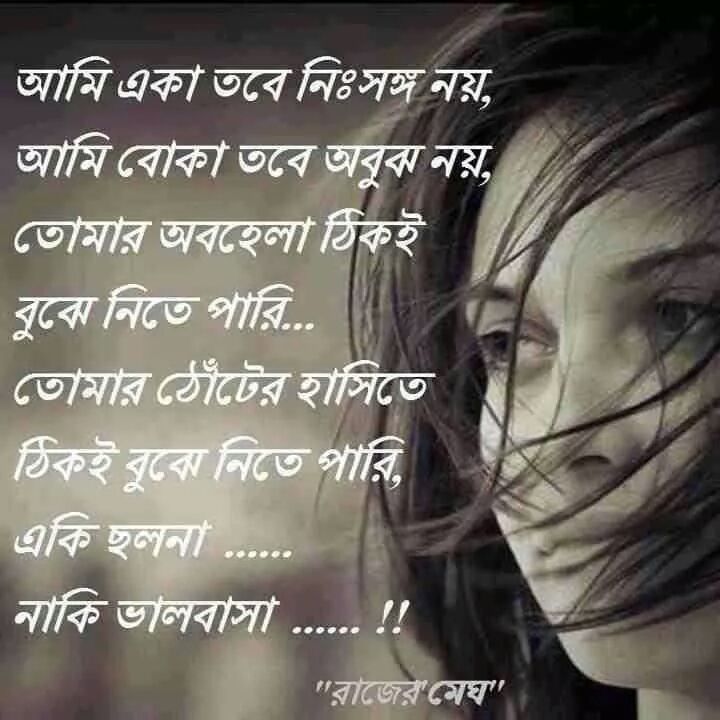 আমি একা তবে নিঃসঙ্গ নয়,
আমি বোকা তবে অবুঝ নয়,
তোমার অবহেলা ঠিকই
বুঝে নিতে পারি...
তোমার ঠোঁটের হাসিতে
ঠিকই বুঝে নিতে পারি,
একি ছলনা ......
নাকি ভালবাসা ...... !!
"রাজের মেঘ"